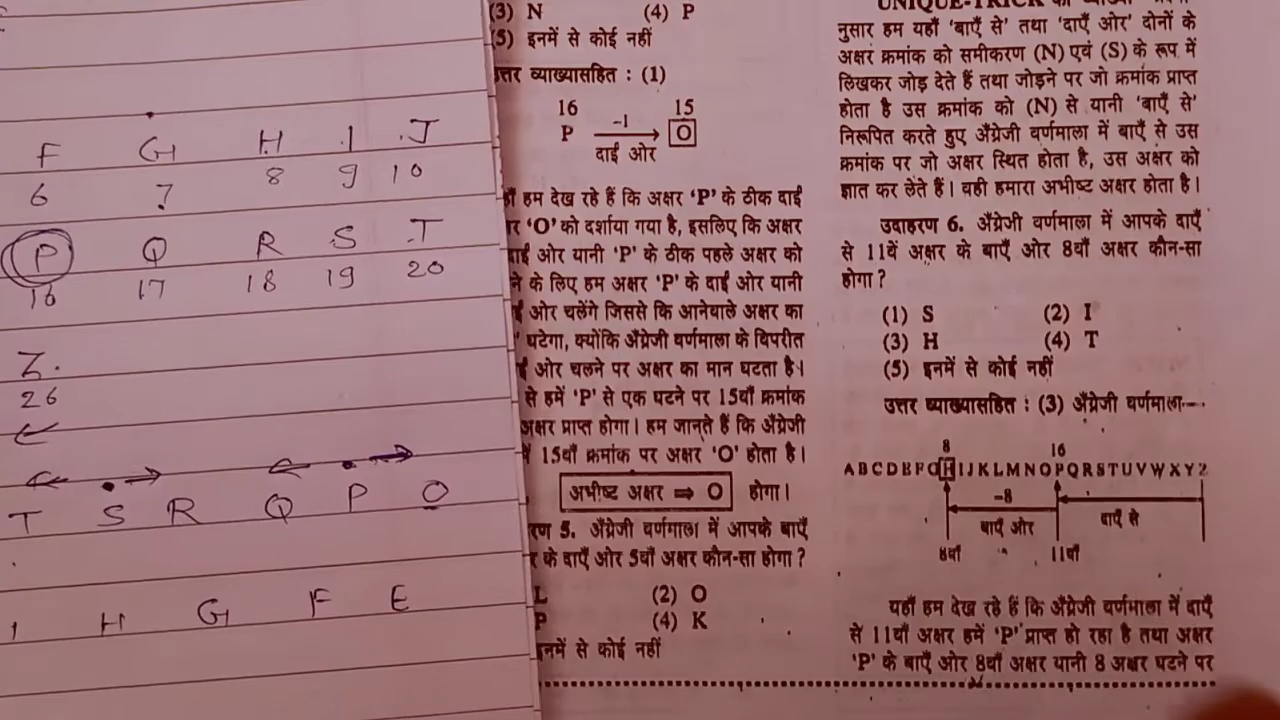 F G H I J
6 7 8 9 10
P Q R S T
16 17 18 19 20
Z.
26
T S R Q P O
H G F E
(3) N (4) P
(5) इनमें से कोई नहीं
उत्तर व्याख्यासहित : (1)
16 15
P -1 O
दाईं ओर
हम देख रहे हैं कि अक्षर ‘P’ के ठीक दाईं
‘O’ को दर्शाया गया है, इसलिए कि अक्षर
ओर यानी ‘P’ के ठीक पहले अक्षर को
के लिए हम अक्षर ‘P’ के दाईं ओर यानी
ओर चलेंगे जिससे कि आनेवाले अक्षर का
घटेगा, क्योंकि अँग्रेजी वर्णमाला के विपरीत
ओर चलने पर अक्षर का मान घटता है।
से हमें ‘P’ से एक घटने पर 15वाँ क्रमांक
अक्षर प्राप्त होगा। हम जानते हैं कि अँग्रेजी
में 15वाँ क्रमांक पर अक्षर ‘O’ होता है।
अभीष्ट अक्षर ⇒ O होगा।
रण 5. अँग्रेजी वर्णमाला में आपके बाएँ
के दाएँ ओर 5वाँ अक्षर कौन-सा होगा?
L (2) O
P (4) K
इनमें से कोई नहीं
UNIQUE-TRICK
नुसार हम यहाँ ‘बाएँ से’ तथा ‘दाएँ ओर’ दोनों के
अक्षर क्रमांक को समीकरण (N) एवं (S) के रूप में
लिखकर जोड़ देते हैं तथा जोड़ने पर जो क्रमांक प्राप्त
होता है उस क्रमांक को (N) से यानी ‘बाएँ से’
निरूपित करते हुए अँग्रेजी वर्णमाला में बाएँ से उस
क्रमांक पर जो अक्षर स्थित होता है, उस अक्षर को
ज्ञात कर लेते हैं। वही हमारा अभीष्ट अक्षर होता है।
उदाहरण 6. अँग्रेजी वर्णमाला में आपके दाएँ
से 11वें अक्षर के बाएँ ओर 8वाँ अक्षर कौन-सा
होगा?
(1) S (2) I
(3) H (4) T
(5) इनमें से कोई नहीं
उत्तर व्याख्यासहित : (3) अँग्रेजी वर्णमाला—
8 16
A B C D E F G H I J K L M N O P Q R S T U V W X Y Z
-8
बाएँ ओर दाएँ से
8वाँ 11वाँ
यहाँ हम देख रहे हैं कि अँग्रेजी वर्णमाला में दाएँ
से 11वाँ अक्षर हमें ‘P’ प्राप्त हो रहा है तथा अक्षर
‘P’ के बाएँ ओर 8वाँ अक्षर यानी 8 अक्षर घटने पर